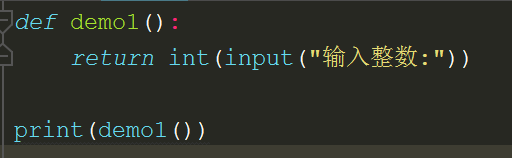 def demo1():
    return int(input("输入整数:"))
print(demo1())